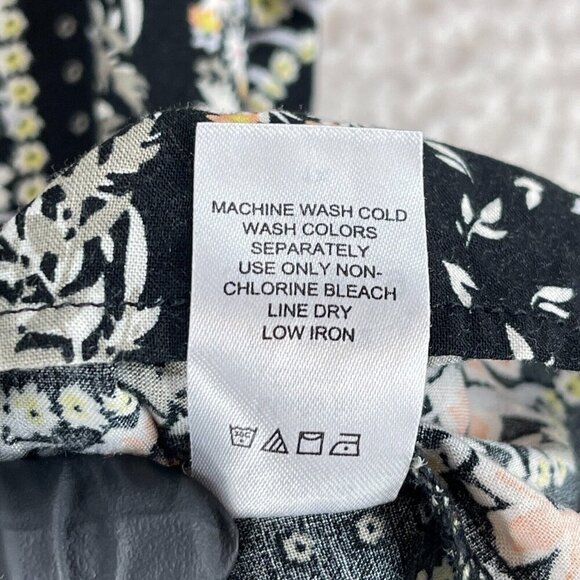 MACHINE WASH COLD
WASH COLORS
SEPARATELY
USE ONLY NON-
CHLORINE BLEACH
LINE DRY
LOW IRON